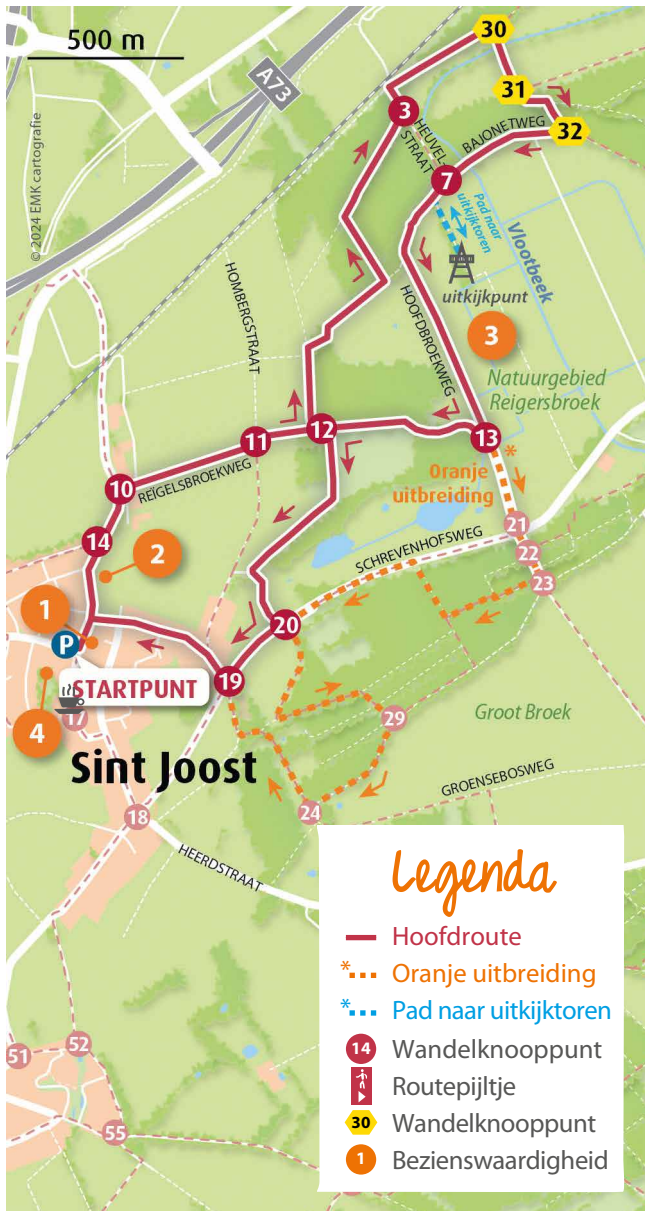 500 m
A73
© 2024 EMK cartografie
30
31
32
3
HEUVEL-
STRAAT
BAJONETWEG
7
Pad naar
uitkijktoren
Vlootbeek
uitkijkpunt
3
HOMBERGSTRAAT
HOOFDBROEKWEG
Natuurgebied
Reigersbroek
12
11
13
*
10
REIGELSBROEKWEG
Oranje
uitbreiding
14
21
22
23
SCHREVENHOFSWEG
2
1
P
20
19
STARTPUNT
17
4
29
Groot Broek
Sint Joost
GROENSEBOSWEG
24
18
HEERDSTRAAT
52
51
55
Legenda
Hoofdroute
* Oranje uitbreiding
* Pad naar uitkijktoren
14 Wandelknooppunt
Routepijltje
30 Wandelknooppunt
1 Bezienswaardigheid